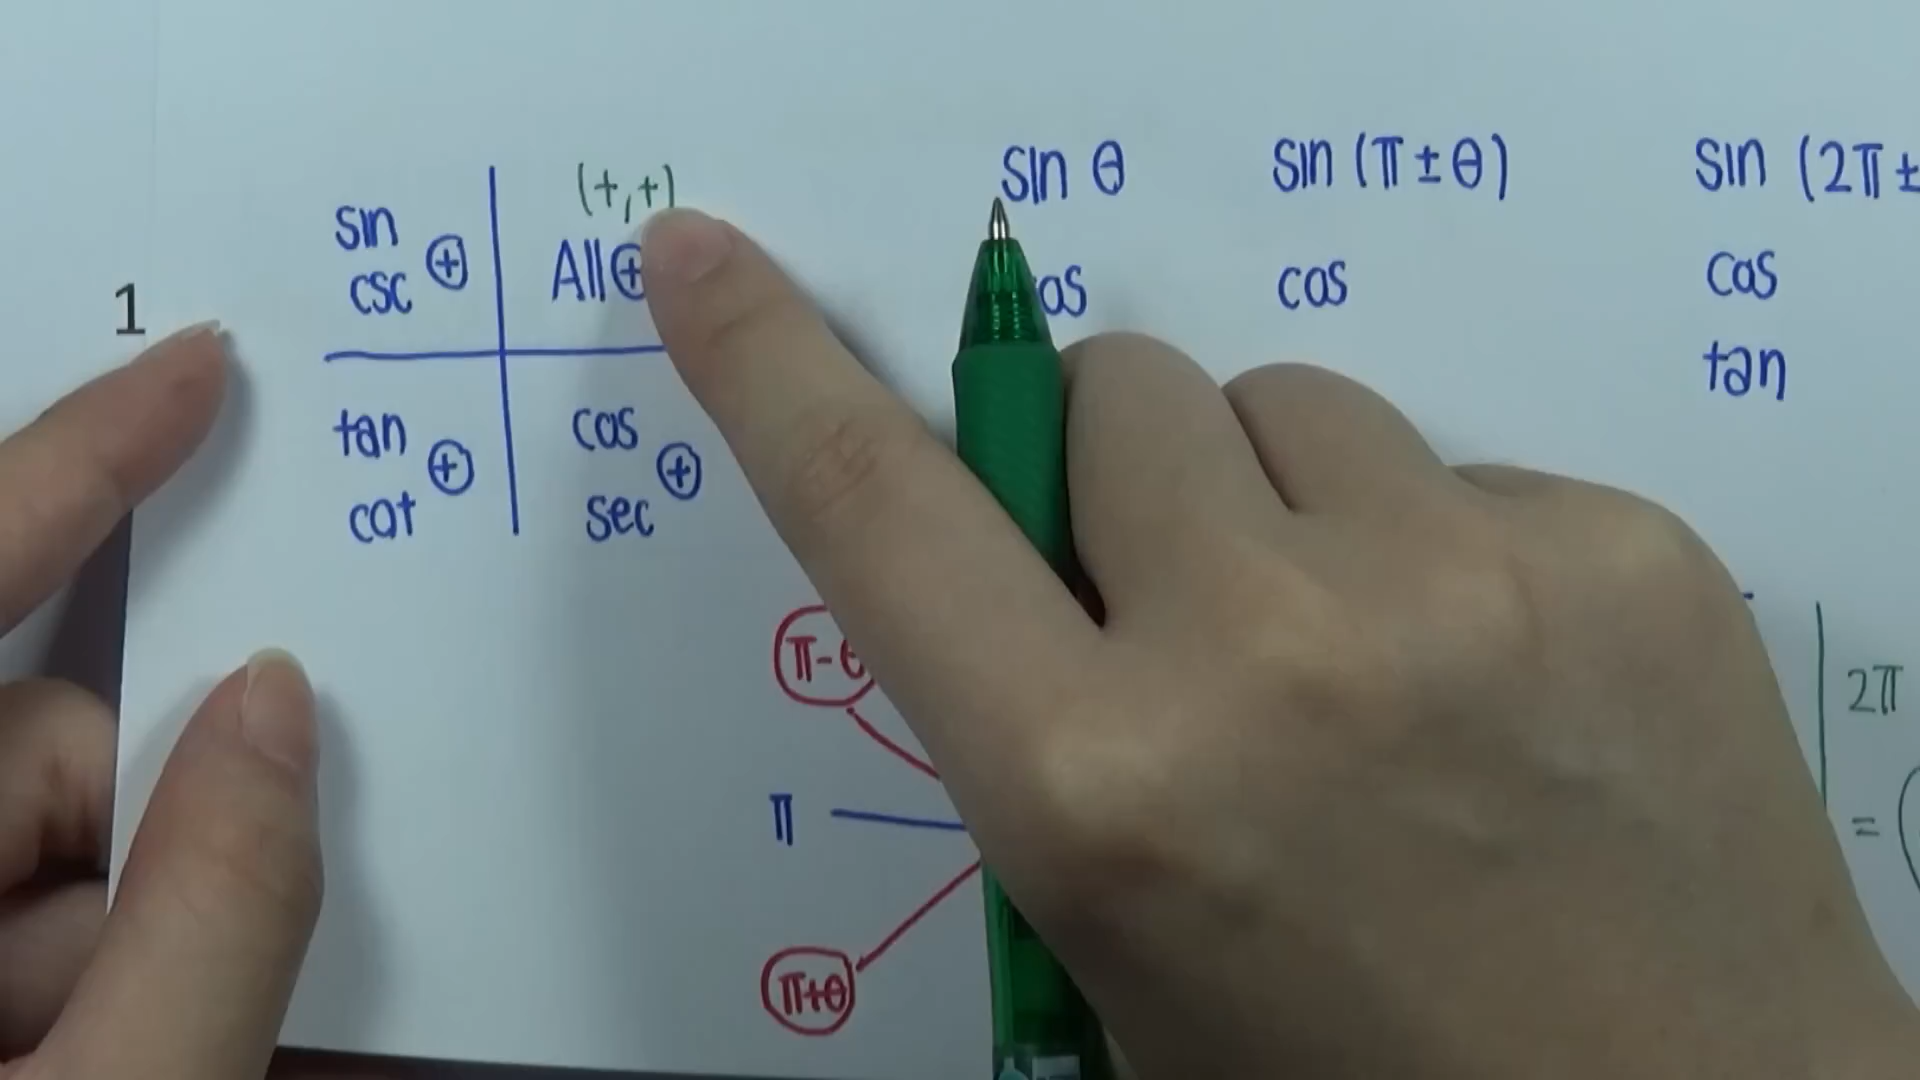 1
(+,+)
sin
csc ⊕
All ⊕
tan
cot ⊕
cos
sec ⊕
sin θ
sin (π ± θ)
cos
sin (2π ±
cos
tan
π-θ
π
π+θ
2π
=